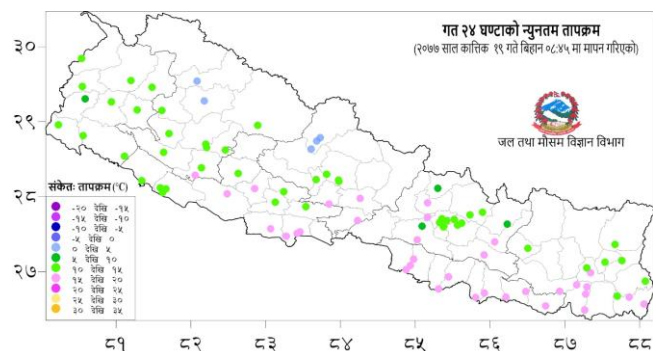 गत २४ घण्टाको न्युनतम तापक्रम
(२०७७ साल कात्तिक १९ गते बिहान ०८:४५ मा मापन गरिएको)
जल तथा मौसम विज्ञान विभाग
३०
२९
२८
२७
संकेतः तापक्रम (°C)
-२० देखि -१५
-१५ देखि -१०
-१० देखि -५
-५ देखि ०
० देखि ५
५ देखि १०
१० देखि १५
१५ देखि २०
२० देखि २५
२५ देखि ३०
३० देखि ३५
८१ ८२ ८३ ८४ ८५ ८६ ८७ ८८